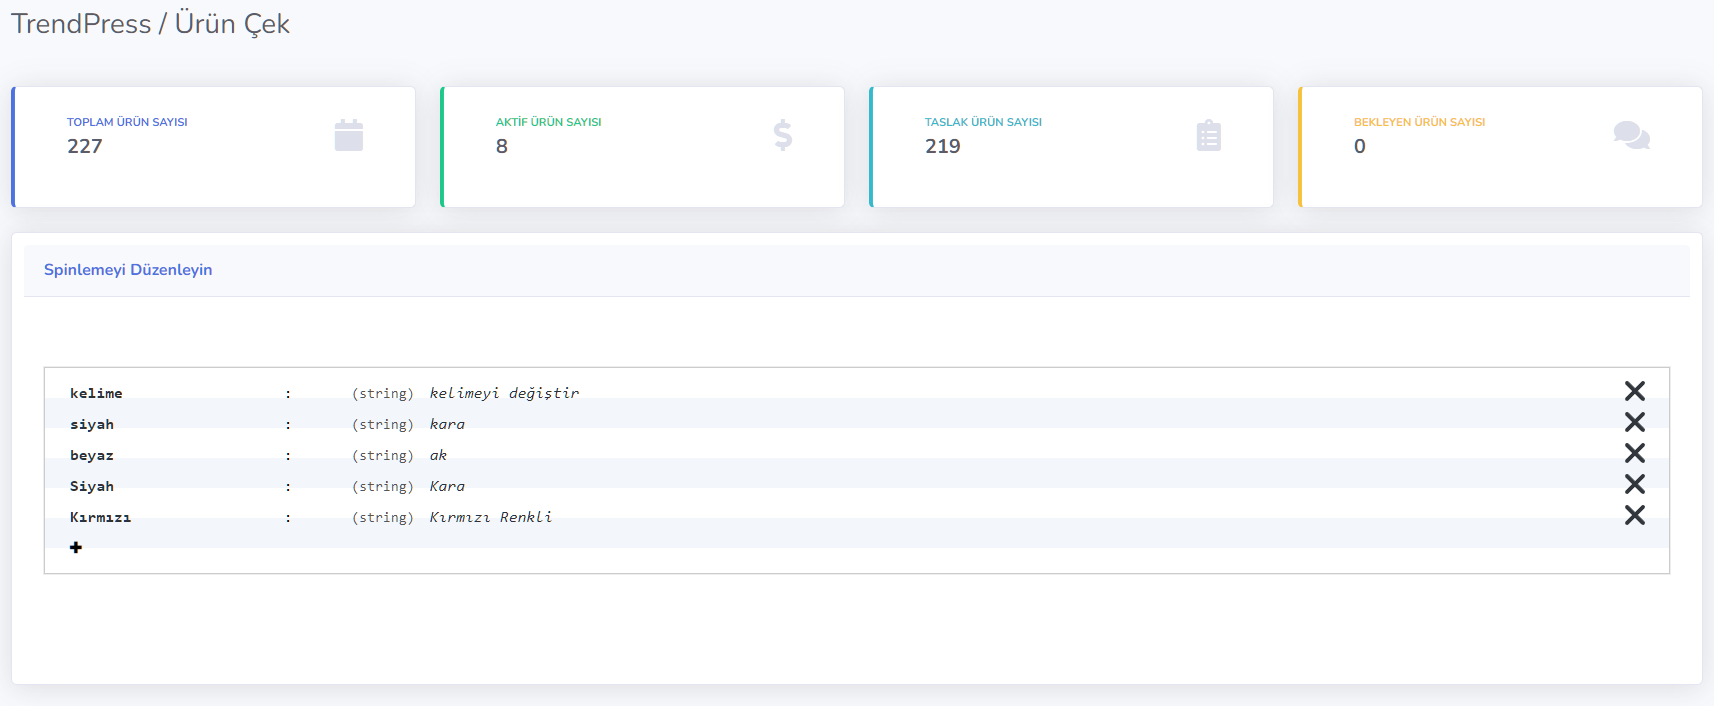 TrendPress / Ürün Çek
TOPLAM ÜRÜN SAYISI
227
AKTİF ÜRÜN SAYISI
8
TASLAK ÜRÜN SAYISI
219
BEKLEYEN ÜRÜN SAYISI
0
Spinlemeyi Düzenleyin
kelime : (string) kelimeyi değiştir
siyah : (string) kara
beyaz : (string) ak
Siyah : (string) Kara
Kırmızı : (string) Kırmızı Renkli